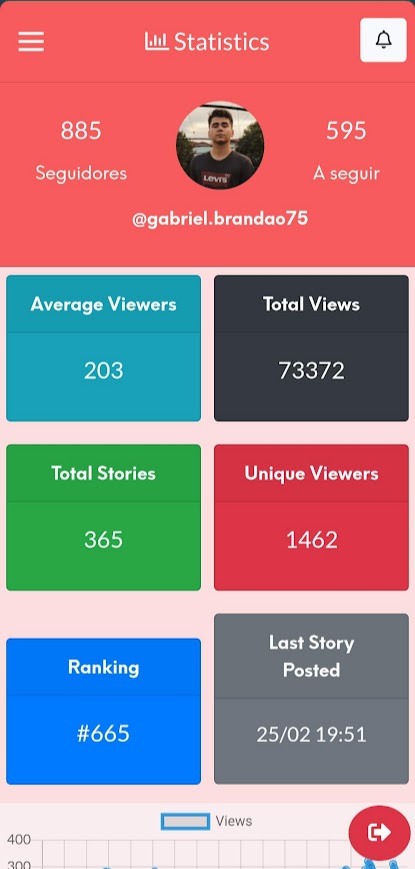 Statistics
885
595
Seguidores
A seguir
LEVI'S
@gabriel.brandao75
Average Viewers
Total Views
203
73372
Total Stories
Unique Viewers
365
1462
Ranking
Last Story
Posted
#665
25/02 19:51
Views
400
300